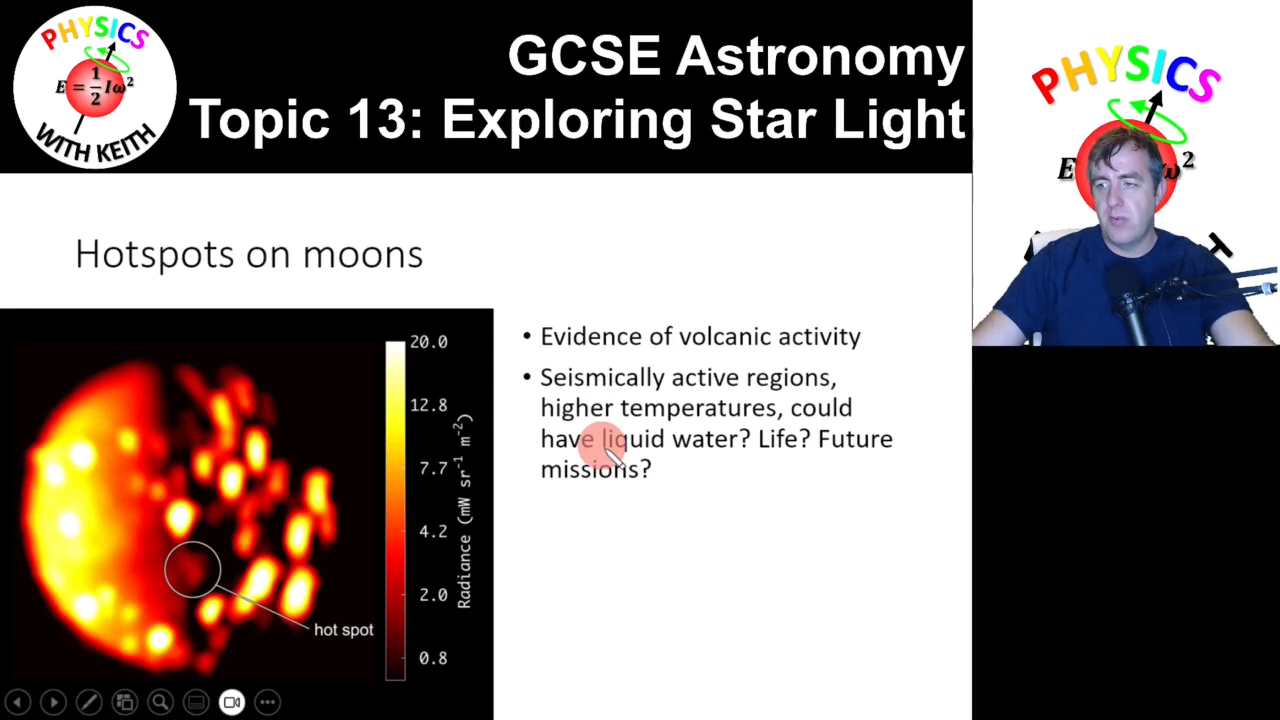 PHYSICS
E = 1/2 Iω²
WITH KEITH
GCSE Astronomy
Topic 13: Exploring Star Light
PHYSICS
E
ω²
Hotspots on moons
• Evidence of volcanic activity
• Seismically active regions,
higher temperatures, could
have liquid water? Life? Future
missions?
20.0
12.8
7.7
4.2
2.0
0.8
Radiance (mW sr⁻¹ m⁻²)
hot spot